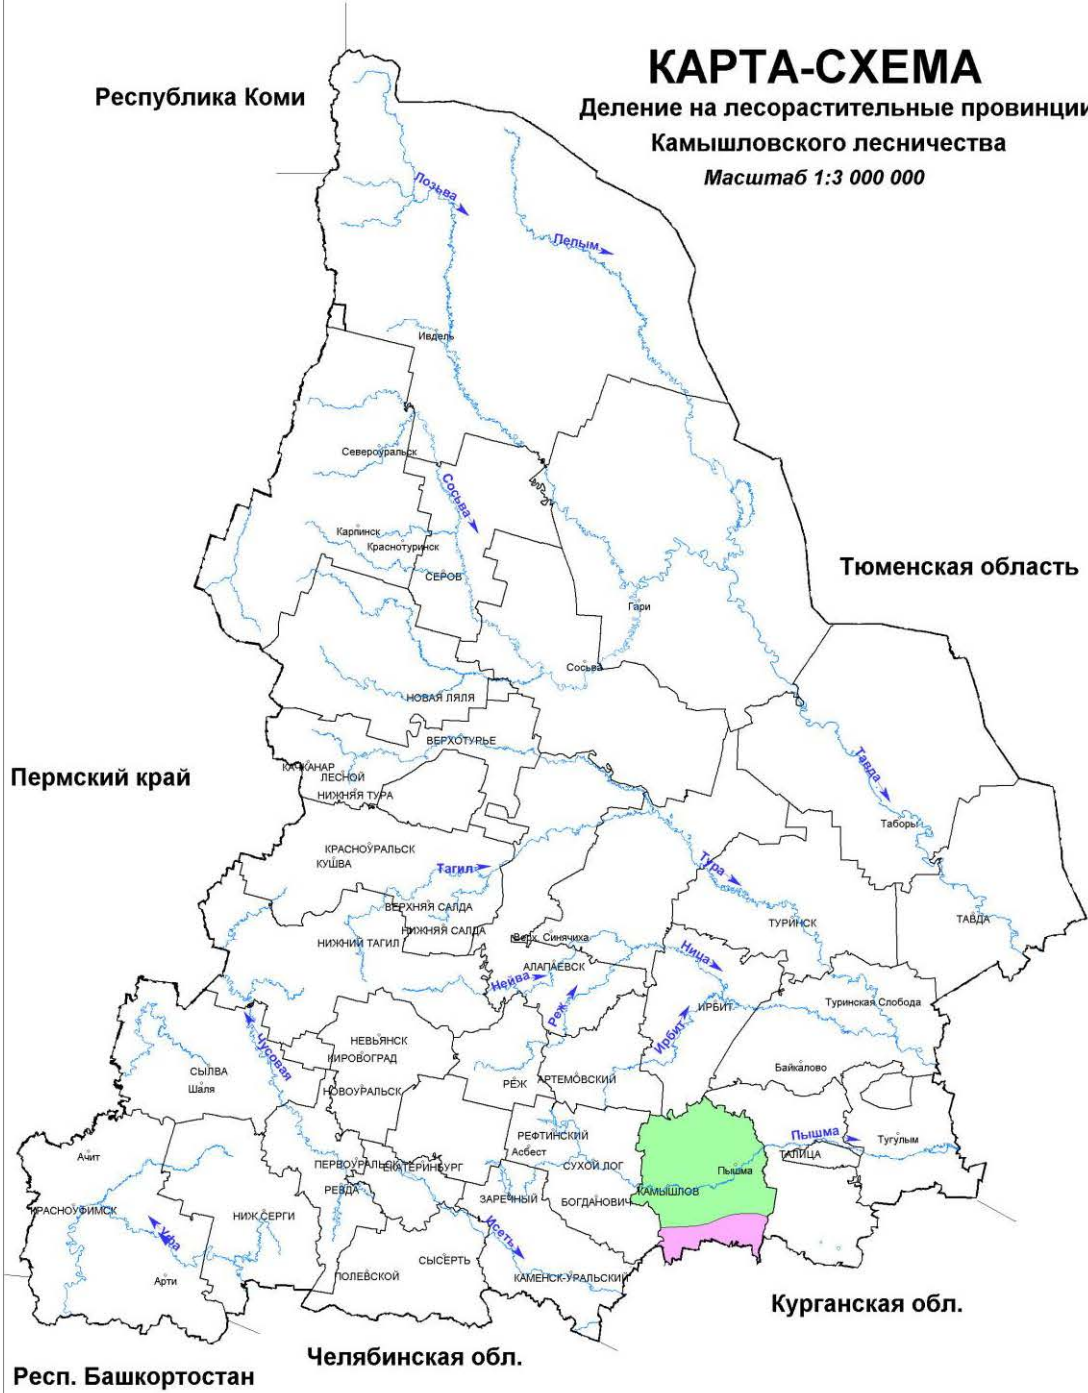 КАРТА-СХЕМА
Деление на лесорастительные провинции
Камышловского лесничества
Масштаб 1:3 000 000
Республика Коми
Лозьва
Пелым
Ивдель
Североуральск
Сосьва
Карпинск
Краснотуринск
СЕРОВ
Тюменская область
Гари
Сосьва
НОВАЯ ЛЯЛЯ
ВЕРХОТУРЬЕ
Пермский край
КАЧКАНАР
ЛЕСНОЙ
НИЖНЯЯ ТУРА
Тавда
Таборы
КРАСНОУРАЛЬСК
КУШВА
Тагил
Тура
ВЕРХНЯЯ САЛДА
ТУРИНСК
ТАВДА
НИЖНЯЯ САЛДА
НИЖНИЙ ТАГИЛ
Верх. Синячиха
Ница
АЛАПАЕВСК
Нейва
Реж
ИРБИТ
Туринская Слобода
Ирбит
Чусовая
НЕВЬЯНСК
КИРОВОГРАД
СЫЛВА
Шаля
НОВОУРАЛЬСК
РЕЖ
АРТЕМОВСКИЙ
Байкалово
РЕФТИНСКИЙ
Асбест
Пышма
Тугулым
ТАЛИЦА
Ачит
ПЕРВОУРАЛЬСК
ЕКАТЕРИНБУРГ
СУХОЙ ЛОГ
Пышма
РЕВДА
ЗАРЕЧНЫЙ
БОГДАНОВИЧ
КАМЫШЛОВ
КРАСНОУФИМСК
НИЖ.СЕРГИ
Уфа
Исеть
Арти
СЫСЕРТЬ
ПОЛЕВСКОЙ
КАМЕНСК-УРАЛЬСКИЙ
Курганская обл.
Челябинская обл.
Респ. Башкортостан